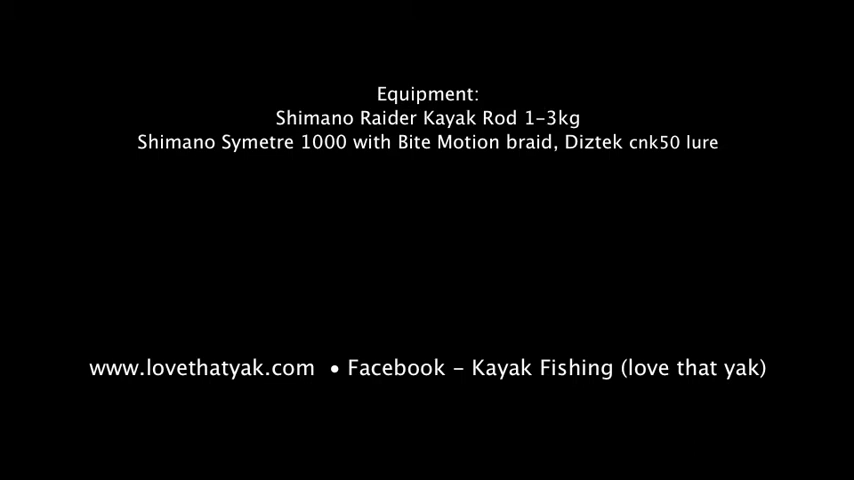 Equipment:
Shimano Raider Kayak Rod 1-3kg
Shimano Symetre 1000 with Bite Motion braid, Diztek cnk50 lure
www.lovethatyak.com • Facebook - Kayak Fishing (love that yak)